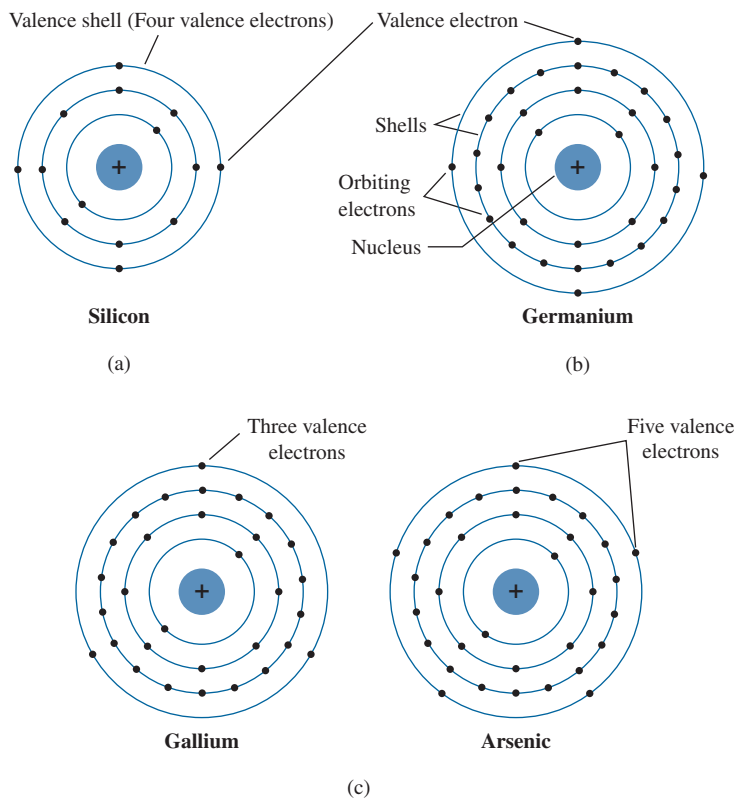 Valence shell (Four valence electrons)
Valence electron
+
Silicon
(a)
Shells
Orbiting
electrons
Nucleus
+
Germanium
(b)
Three valence
electrons
+
Gallium
Five valence
electrons
+
Arsenic
(c)